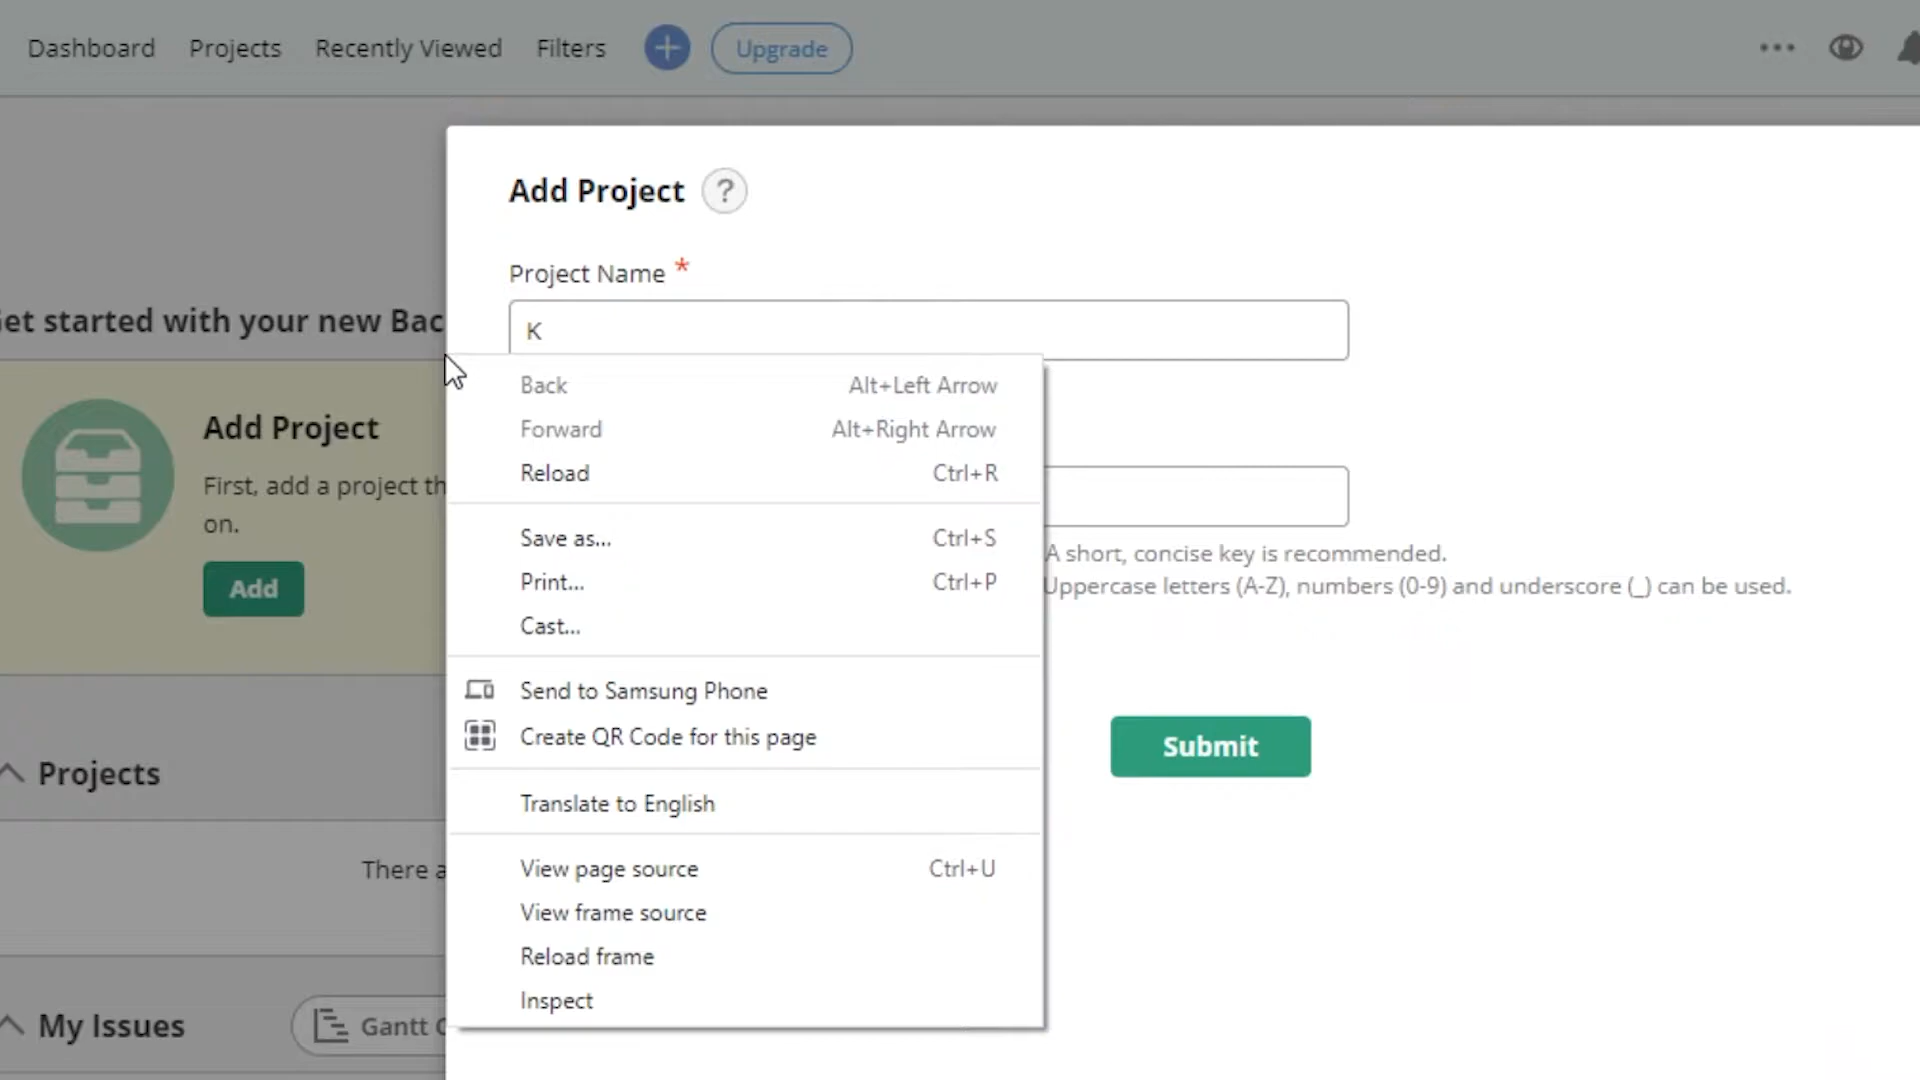 Dashboard Projects Recently Viewed Filters + Upgrade
Add Project ?
Project Name *
K
et started with your new Bac
Add Project
First, add a project th
on.
Add
Back Alt+Left Arrow
Forward Alt+Right Arrow
Reload Ctrl+R
Save as... Ctrl+S
Print... Ctrl+P
Cast...
Send to Samsung Phone
Create QR Code for this page
Translate to English
View page source Ctrl+U
View frame source
Reload frame
Inspect
A short, concise key is recommended.
Uppercase letters (A-Z), numbers (0-9) and underscore (_) can be used.
Submit
Projects
There a
My Issues
Gantt C